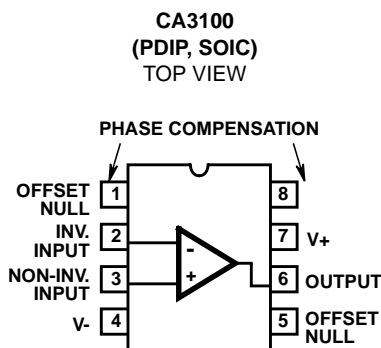 CA3100
(PDIP, SOIC)
TOP VIEW
PHASE COMPENSATION
OFFSET
NULL
1
8
INV.
INPUT
2
-
7
V+
NON-INV.
INPUT
3
+
6
OUTPUT
V-
4
5
OFFSET
NULL